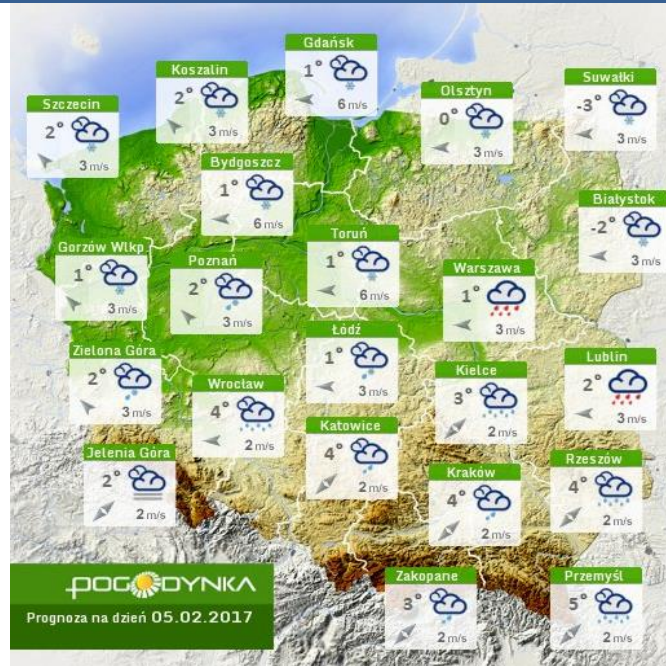 Gdańsk
1°
6 m/s
Koszalin
2°
3 m/s
Suwałki
-3°
3 m/s
Olsztyn
0°
3 m/s
Szczecin
2°
3 m/s
Bydgoszcz
1°
6 m/s
Białystok
-2°
3 m/s
Toruń
1°
6 m/s
Gorzów Wlkp
1°
3 m/s
Poznań
2°
3 m/s
Warszawa
1°
3 m/s
Łódź
1°
3 m/s
Zielona Góra
2°
3 m/s
Lublin
2°
3 m/s
Kielce
3°
2 m/s
Wrocław
4°
2 m/s
Katowice
4°
2 m/s
Jelenia Góra
2°
2 m/s
Rzeszów
4°
2 m/s
Kraków
4°
2 m/s
Zakopane
3°
2 m/s
Przemyśl
5°
2 m/s
POGODYNKA
Prognoza na dzień 05.02.2017